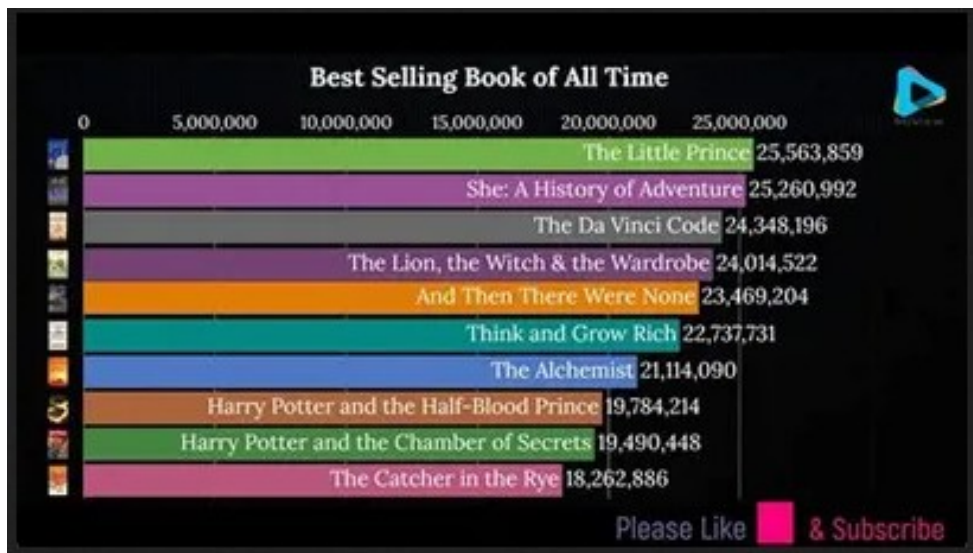 Best Selling Book of All Time
0 5,000,000 10,000,000 15,000,000 20,000,000 25,000,000
The Little Prince 25,563,859
She: A History of Adventure 25,260,992
The Da Vinci Code 24,348,196
The Lion, the Witch & the Wardrobe 24,014,522
And Then There Were None 23,469,204
Think and Grow Rich 22,737,731
The Alchemist 21,114,090
Harry Potter and the Half-Blood Prince 19,784,214
Harry Potter and the Chamber of Secrets 19,490,448
The Catcher in the Rye 18,262,886
Please Like & Subscribe